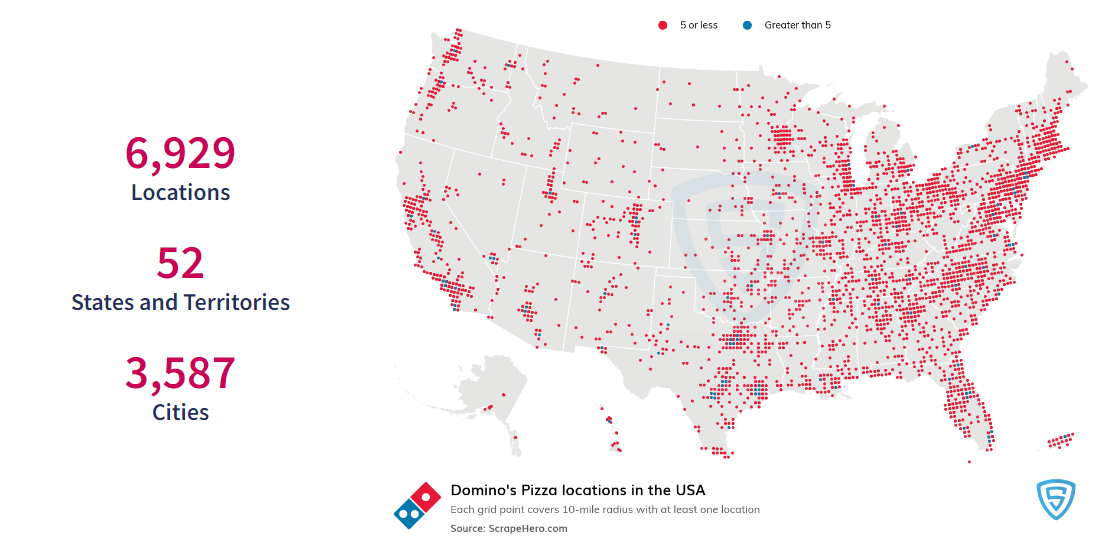 5 or less
Greater than 5
6,929
Locations
52
States and Territories
3,587
Cities
Domino's Pizza locations in the USA
Each grid point covers 10-mile radius with at least one location
Source: ScrapeHero.com